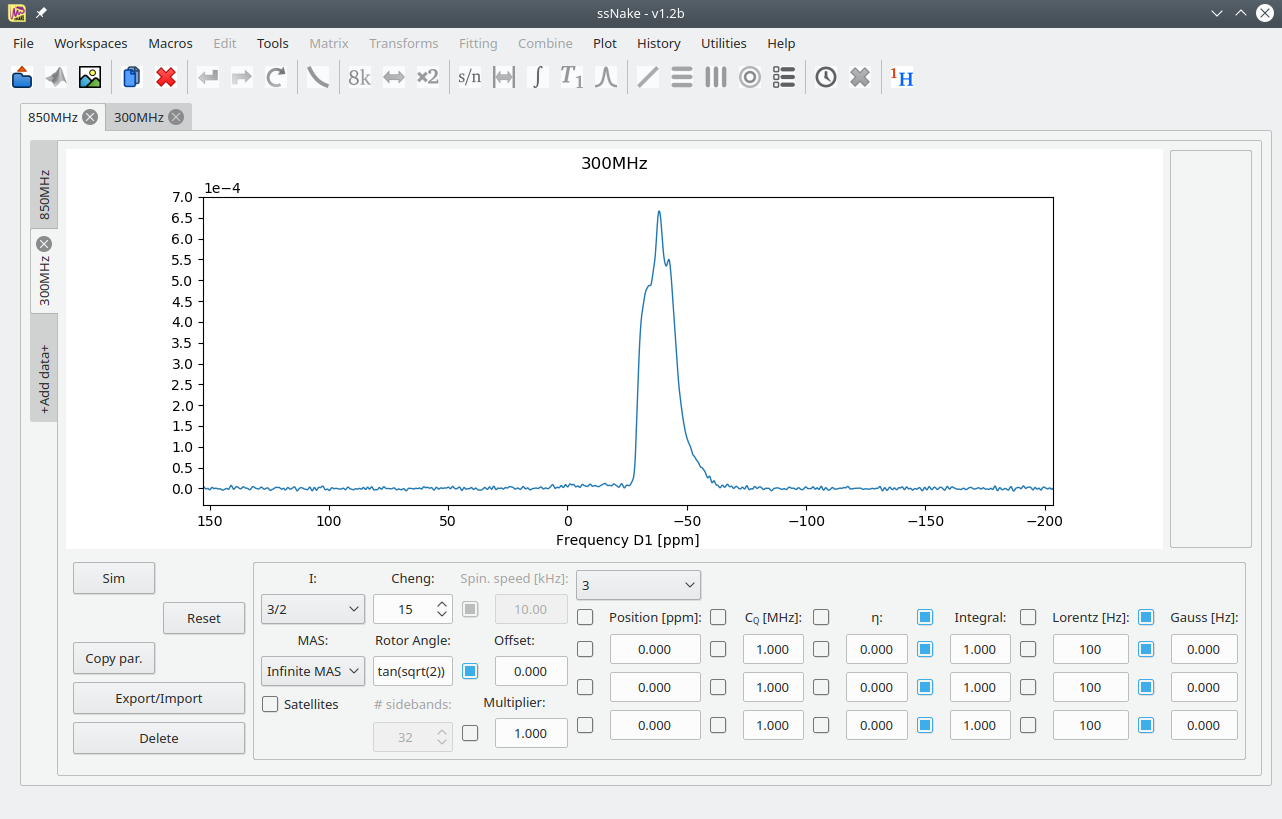 ssNake - v1.2b
File Workspaces Macros Edit Tools Matrix Transforms Fitting Combine Plot History Utilities Help
8k ×2 s/n ∫ T1 1H
850MHz 300MHz
850MHz
300MHz
+Add data+
300MHz
1e−4
7.0
6.5
6.0
5.5
5.0
4.5
4.0
3.5
3.0
2.5
2.0
1.5
1.0
0.5
0.0
150 100 50 0 −50 −100 −150 −200
Frequency D1 [ppm]
Sim
Reset
Copy par.
Export/Import
Delete
I: Cheng: Spin. speed [kHz]: 3
3/2 15 10.00
MAS: Rotor Angle: Offset:
Infinite MAS tan(sqrt(2)) 0.000
Satellites # sidebands: Multiplier:
32 1.000
Position [ppm]: CQ [MHz]: η: Integral: Lorentz [Hz]: Gauss [Hz]:
0.000 1.000 0.000 1.000 100 0.000
0.000 1.000 0.000 1.000 100 0.000
0.000 1.000 0.000 1.000 100 0.000